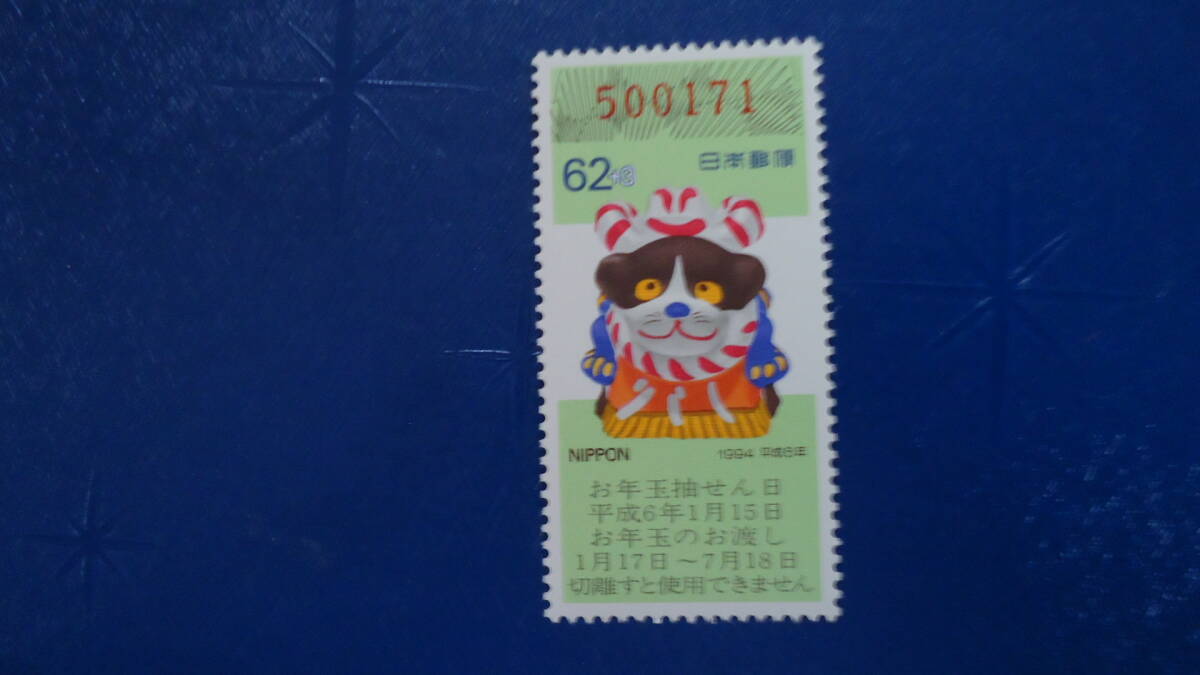 500171
62+3 日本郵便
NIPPON 1994 平成6年
お年玉抽せん日
平成6年1月15日
お年玉のお渡し
1月17日~7月18日
切離すと使用できません